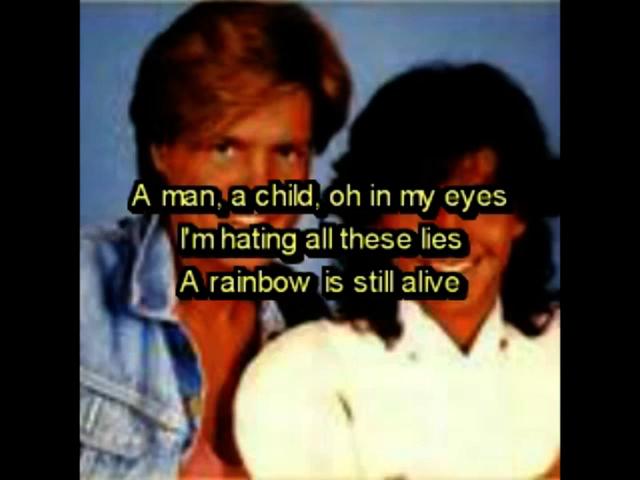 A man, a child, oh in my eyes
I'm hating all these lies
A rainbow is still alive